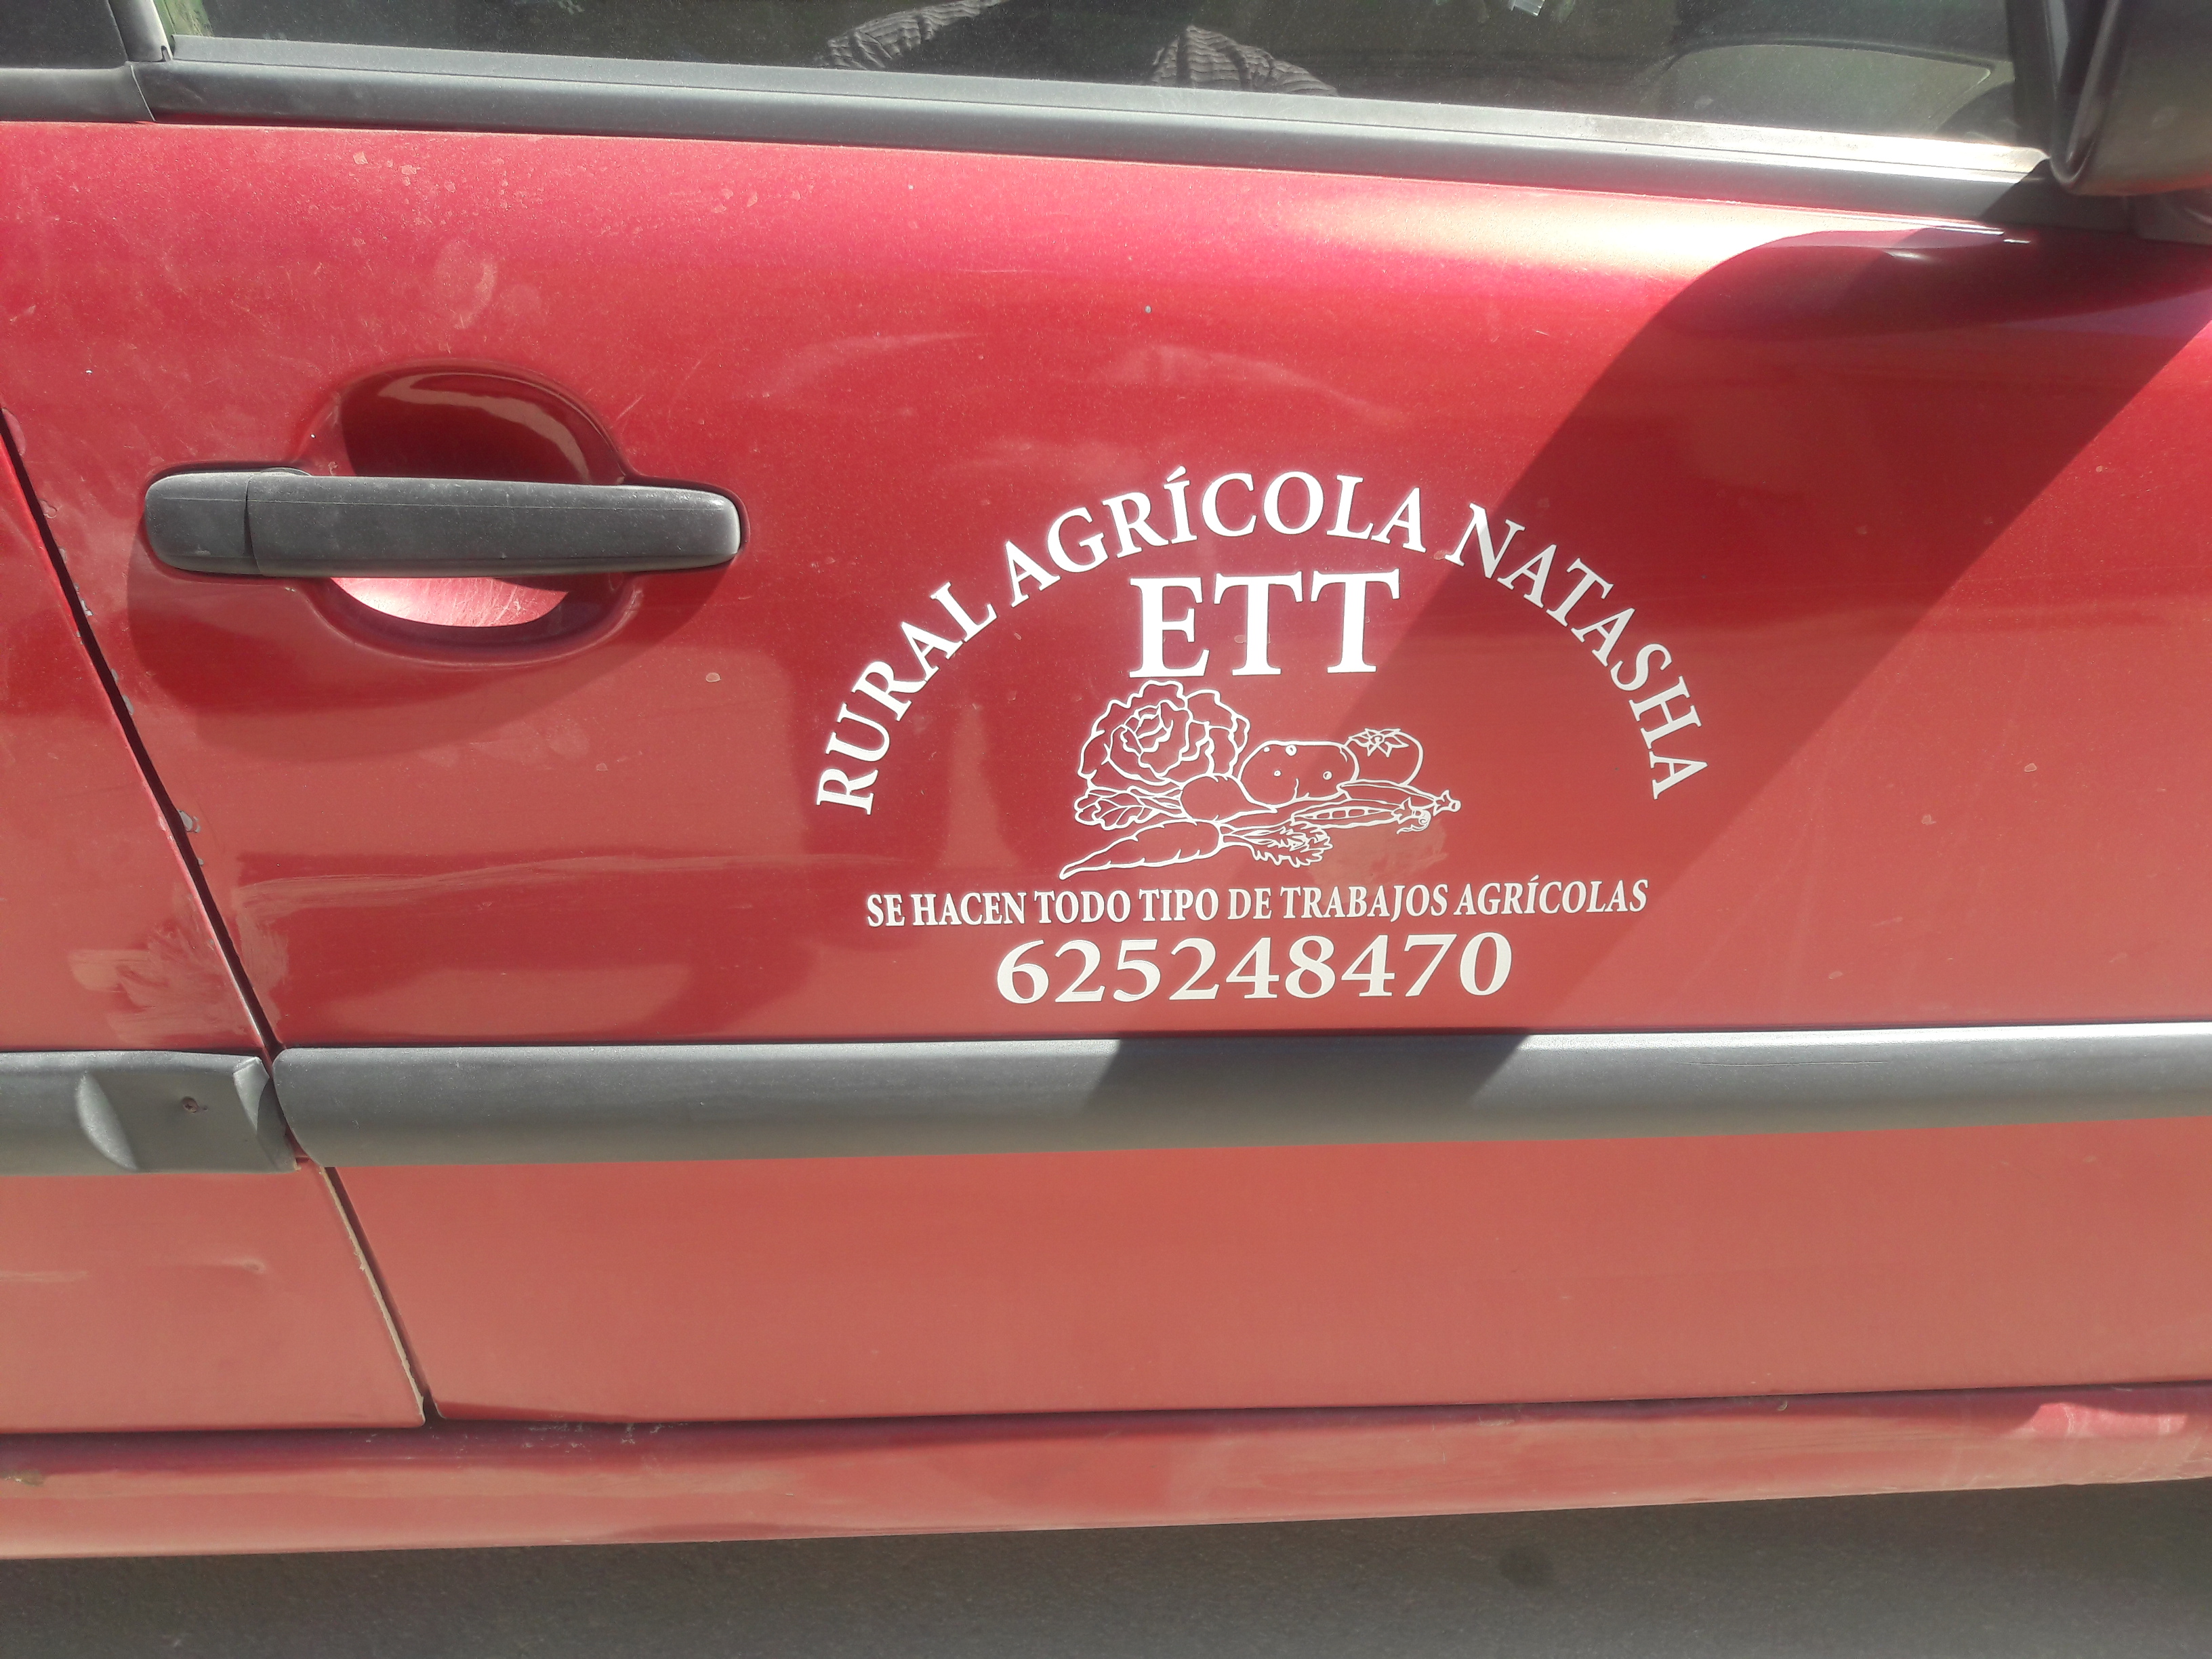 RURAL AGRÍCOLA NATASHA
ETT
SE HACEN TODO TIPO DE TRABAJOS AGRÍCOLAS
625248470